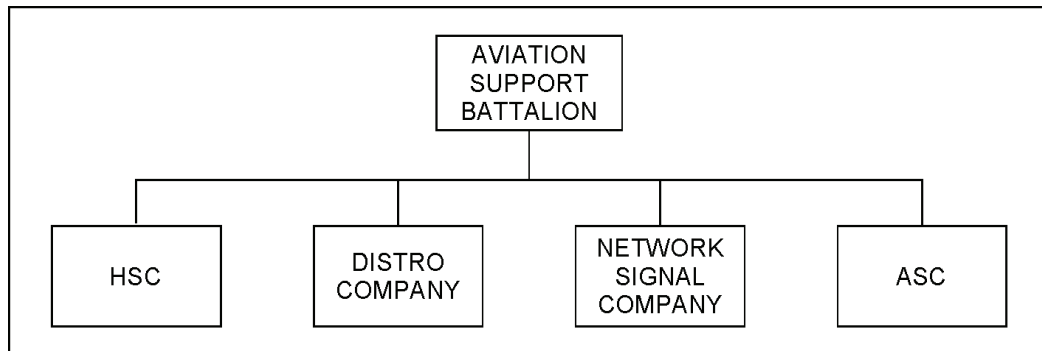 AVIATION
SUPPORT
BATTALION
HSC
DISTRO
COMPANY
NETWORK
SIGNAL
COMPANY
ASC